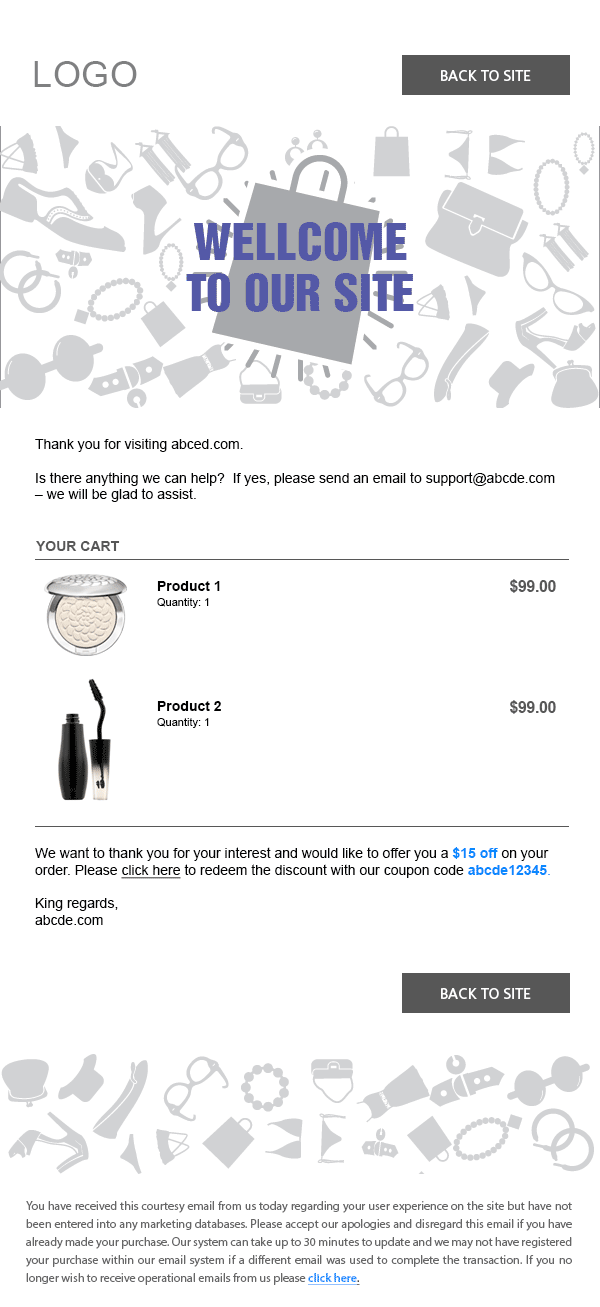 LOGO
BACK TO SITE
WELLCOME
TO OUR SITE
Thank you for visiting abced.com.
Is there anything we can help?  If yes, please send an email to support@abcde.com
– we will be glad to assist.
YOUR CART
Product 1
$99.00
Quantity: 1
Product 2
$99.00
Quantity: 1
We want to thank you for your interest and would like to offer you a $15 off on your
order. Please click here to redeem the discount with our coupon code abcde12345.
King regards,
abcde.com
BACK TO SITE
You have received this courtesy email from us today regarding your user experience on the site but have not
been entered into any marketing databases. Please accept our apologies and disregard this email if you have
already made your purchase. Our system can take up to 30 minutes to update and we may not have registered
your purchase within our email system if a different email was used to complete the transaction. If you no
longer wish to receive operational emails from us please click here.